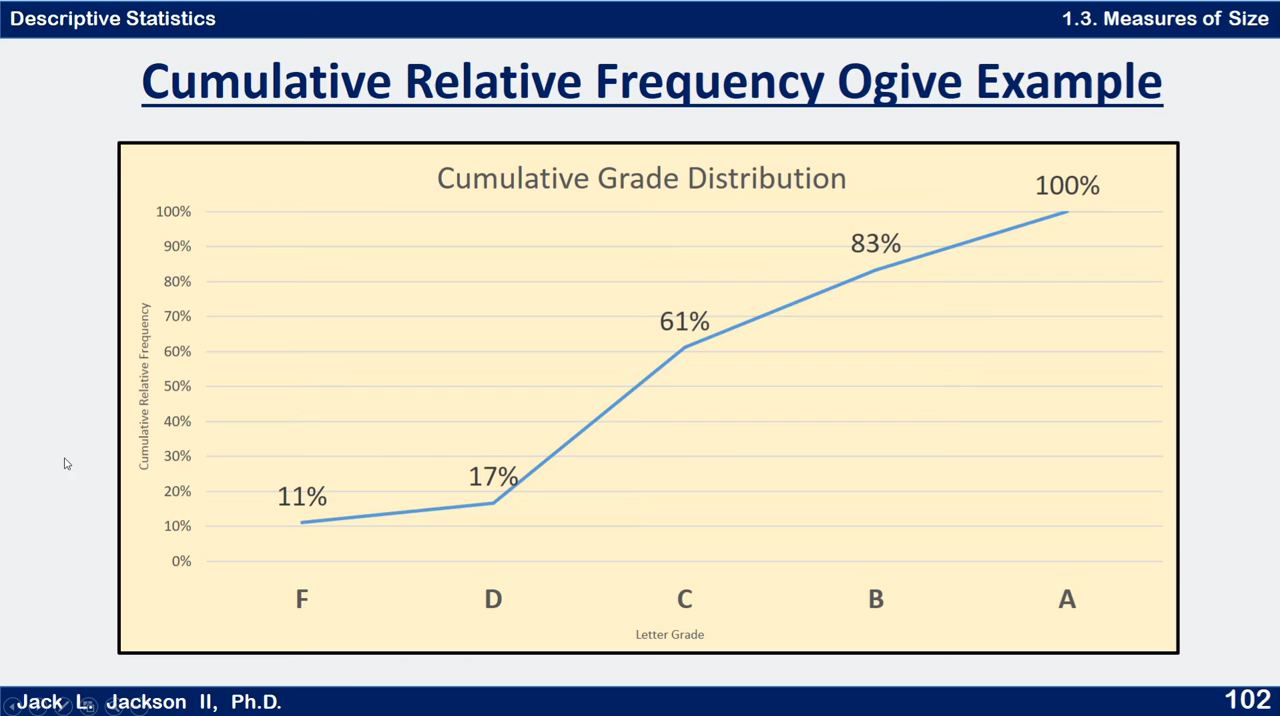 Descriptive Statistics
1.3. Measures of Size
Cumulative Relative Frequency Ogive Example
Cumulative Grade Distribution
100%
100%
90%
83%
80%
70%
61%
60%
50%
40%
30%
20%
17%
11%
10%
0%
Cumulative Relative Frequency
F D C B A
Letter Grade
Jack L. Jackson II, Ph.D.
102